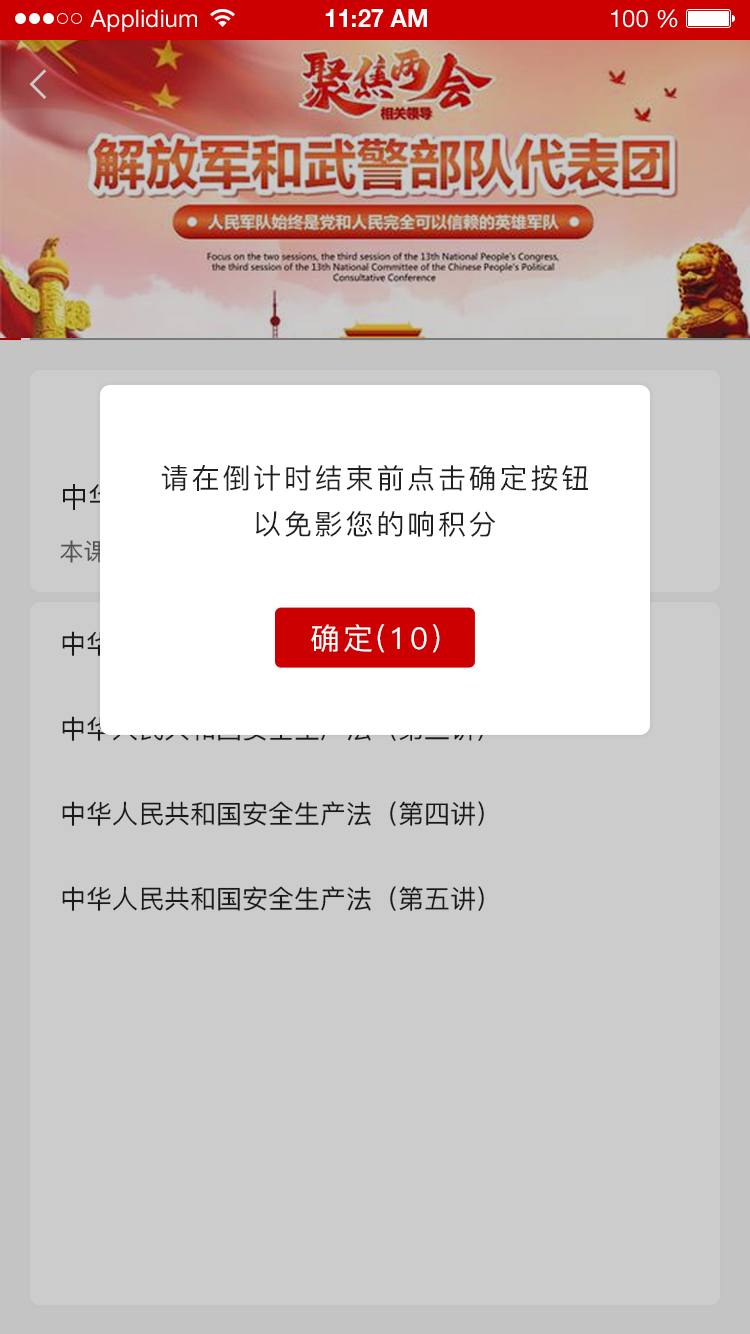 Applidium
11:27 AM
100 %
聚焦两会
相关领导
解放军和武警部队代表团
人民军队始终是党和人民完全可以信赖的英雄军队
Focus on the two sessions, the third session of the 13th National People's Congress,
the third session of the 13th National Committee of the Chinese People's Political
Consultative Conference
请在倒计时结束前点击确定按钮
以免影您的响积分
确定(10)
中华
本课
中华
中华人民共和国安全生产法（第三讲）
中华人民共和国安全生产法（第四讲）
中华人民共和国安全生产法（第五讲）